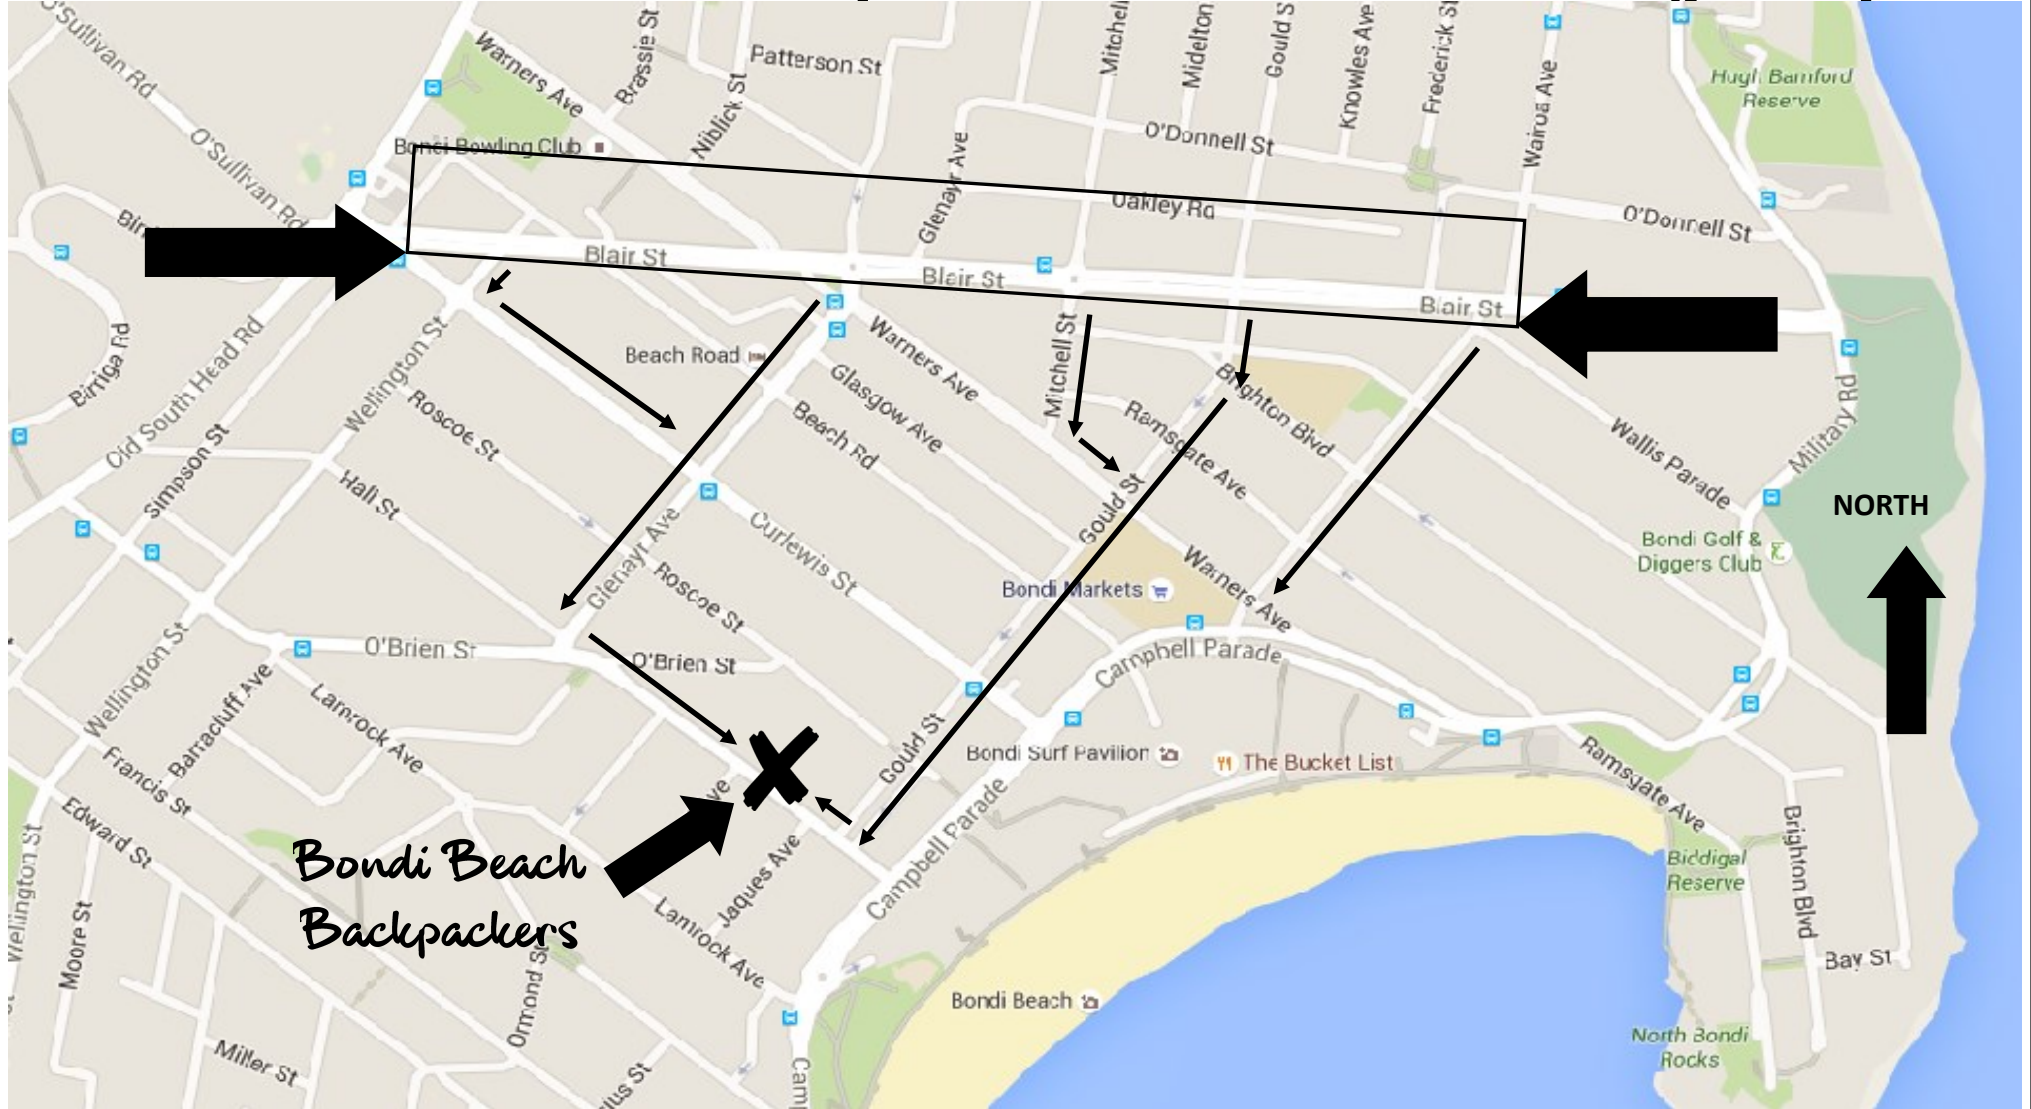 O'Sullivan Rd
O'Sullivan Rd
Warners Ave
Brassie St
Patterson St
Niblick St
Middelton
Gould S
Knowles Ave
Frederick St
Wairoa Ave
Hugh Bamford
Reserve
Bondi Bowling Club
Glenayr Ave
O'Donnell St
Oakley Rd
O'Donnell St
Blair St
Blair St
Blair St
Birriga Rd
Old South Head Rd
Wellington St
Simpson St
Beach Road
Warners Ave
Mitchell St
Glasgow Ave
Beach Rd
Brighton Blvd
Ramsgate Ave
Wallis Parade
Military Rd
Roscoe St
Hall St
Glenayr Ave
Curlewis St
Gould St
NORTH
Bondi Golf &
Diggers Club
Bondi Markets
Warners Ave
Roscoe St
O'Brien St
O'Brien St
Campbell Parade
Wellington St
Barracluff Ave
Lamrock Ave
Francis St
Edward St
Gould St
Bondi Surf Pavilion
The Bucket List
Ramsgate Ave
Bondi Beach
Backpackers
Ave
Jaques Ave
Campbell Parade
Lamrock Ave
Biddigal
Reserve
Brighton Blvd
Bay St
Wellington St
Moore St
Ormond St
Miller St
Bondi Beach
North Bondi
Rocks